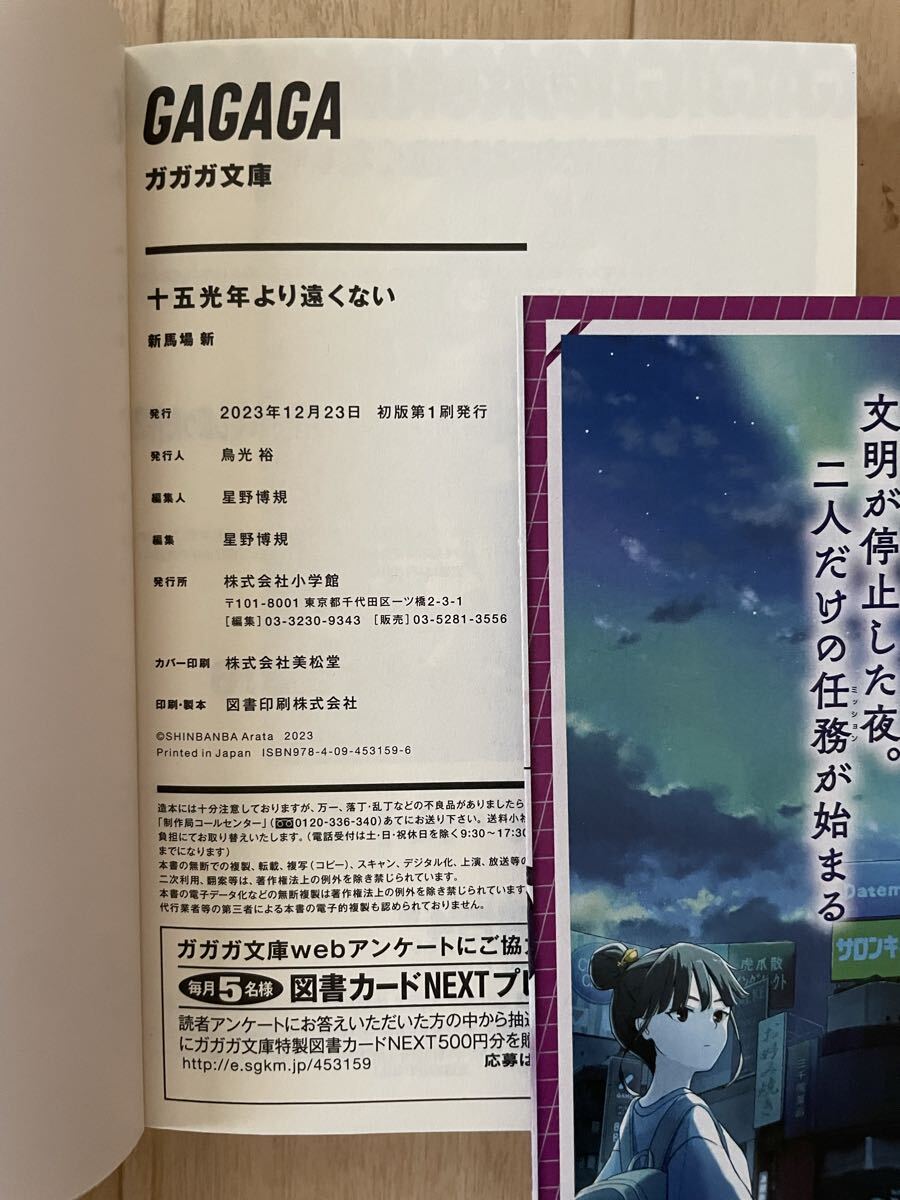 GAGAGA
ガガガ文庫
十五光年より遠くない
新馬場 新
発行 2023年12月23日 初版第1刷発行
発行人 鳥光 裕
編集人 星野博規
編集 星野博規
発行所 株式会社小学館
〒101-8001 東京都千代田区一ツ橋2-3-1
[編集]03-3230-9343 [販売]03-5281-3556
カバー印刷 株式会社美松堂
印刷・製本 図書印刷株式会社
©SHINBANBA Arata 2023
Printed in Japan ISBN978-4-09-453159-6
造本には十分注意しておりますが、万一、落丁・乱丁などの不良品がありましたら
「制作局コールセンター」(0120-336-340)あてにお送り下さい。送料小社
負担にてお取り替えいたします。(電話受付は土・日・祝休日を除く9:30〜17:30
までになります)
本書の無断での複製、転載、複写(コピー)、スキャン、デジタル化、上演、放送等の
二次利用、翻案等は、著作権法上の例外を除き禁じられています。
本書の電子データ化などの無断複製は著作権法上の例外を除き禁じられています
代行業者等の第三者による本書の電子的複製も認められておりません。
ガガガ文庫webアンケートにご協
毎月5名様 図書カードNEXTプ
読者アンケートにお答えいただいた方の中から抽
にガガガ文庫特製図書カードNEXT500円分を
http://e.sgkm.jp/453159 応募は
文明が停止した夜。
二人だけの任務が始まる
ミッション
Datem
サロンキ
虎爪散
お好み焼き